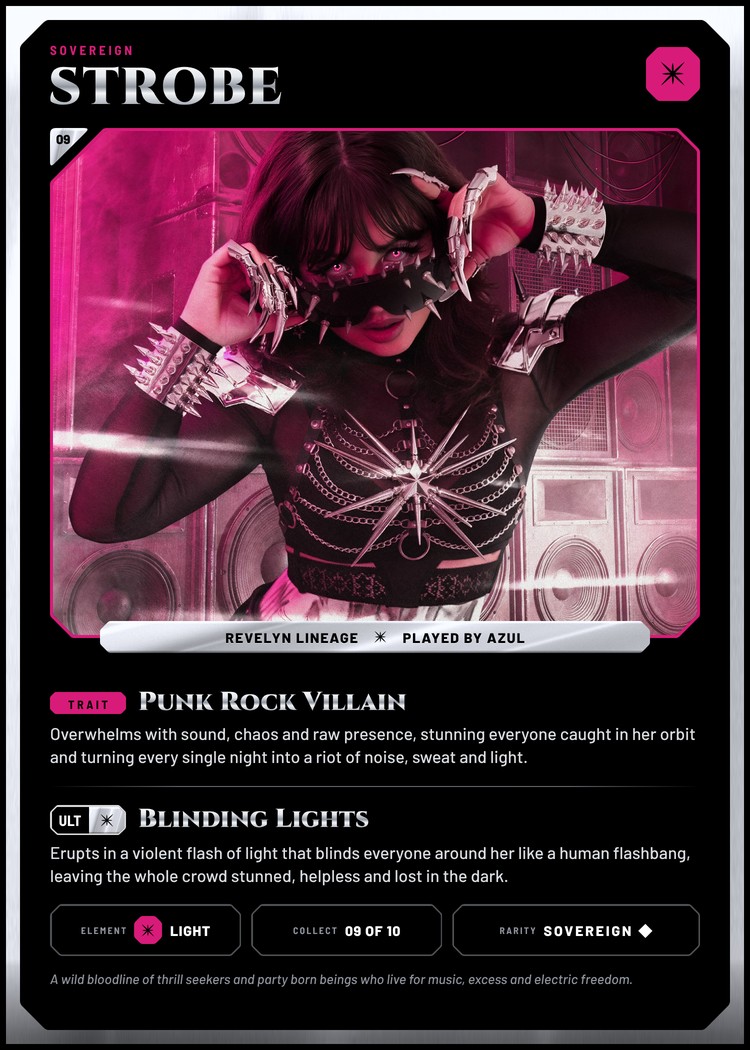 SOVEREIGN
STROBE
09
REVELYN LINEAGE PLAYED BY AZUL
TRAIT PUNK ROCK VILLAIN
Overwhelms with sound, chaos and raw presence, stunning everyone caught in her orbit
and turning every single night into a riot of noise, sweat and light.
ULT BLINDING LIGHTS
Erupts in a violent flash of light that blinds everyone around her like a human flashbang,
leaving the whole crowd stunned, helpless and lost in the dark.
ELEMENT LIGHT COLLECT 09 OF 10 RARITY SOVEREIGN
A wild bloodline of thrill seekers and party born beings who live for music, excess and electric freedom.